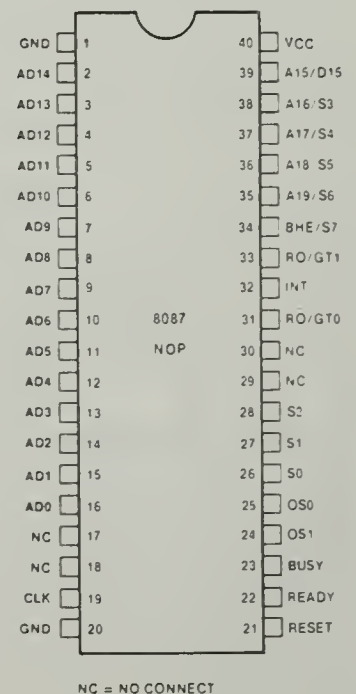 GND 1 40 VCC
AD14 2 39 A15/D15
AD13 3 38 A16/S3
AD12 4 37 A17/S4
AD11 5 36 A18 S5
AD10 6 35 A19/S6
AD9 7 34 BHE/S7
AD8 8 33 RO/GT1
AD7 9 32 INT
AD6 10 8087 31 RO/GT0
AD5 11 NOP 30 NC
AD4 12 29 NC
AD3 13 28 S2
AD2 14 27 S1
AD1 15 26 S0
AD0 16 25 OS0
NC 17 24 OS1
NC 18 23 BUSY
CLK 19 22 READY
GND 20 21 RESET
NC = NO CONNECT